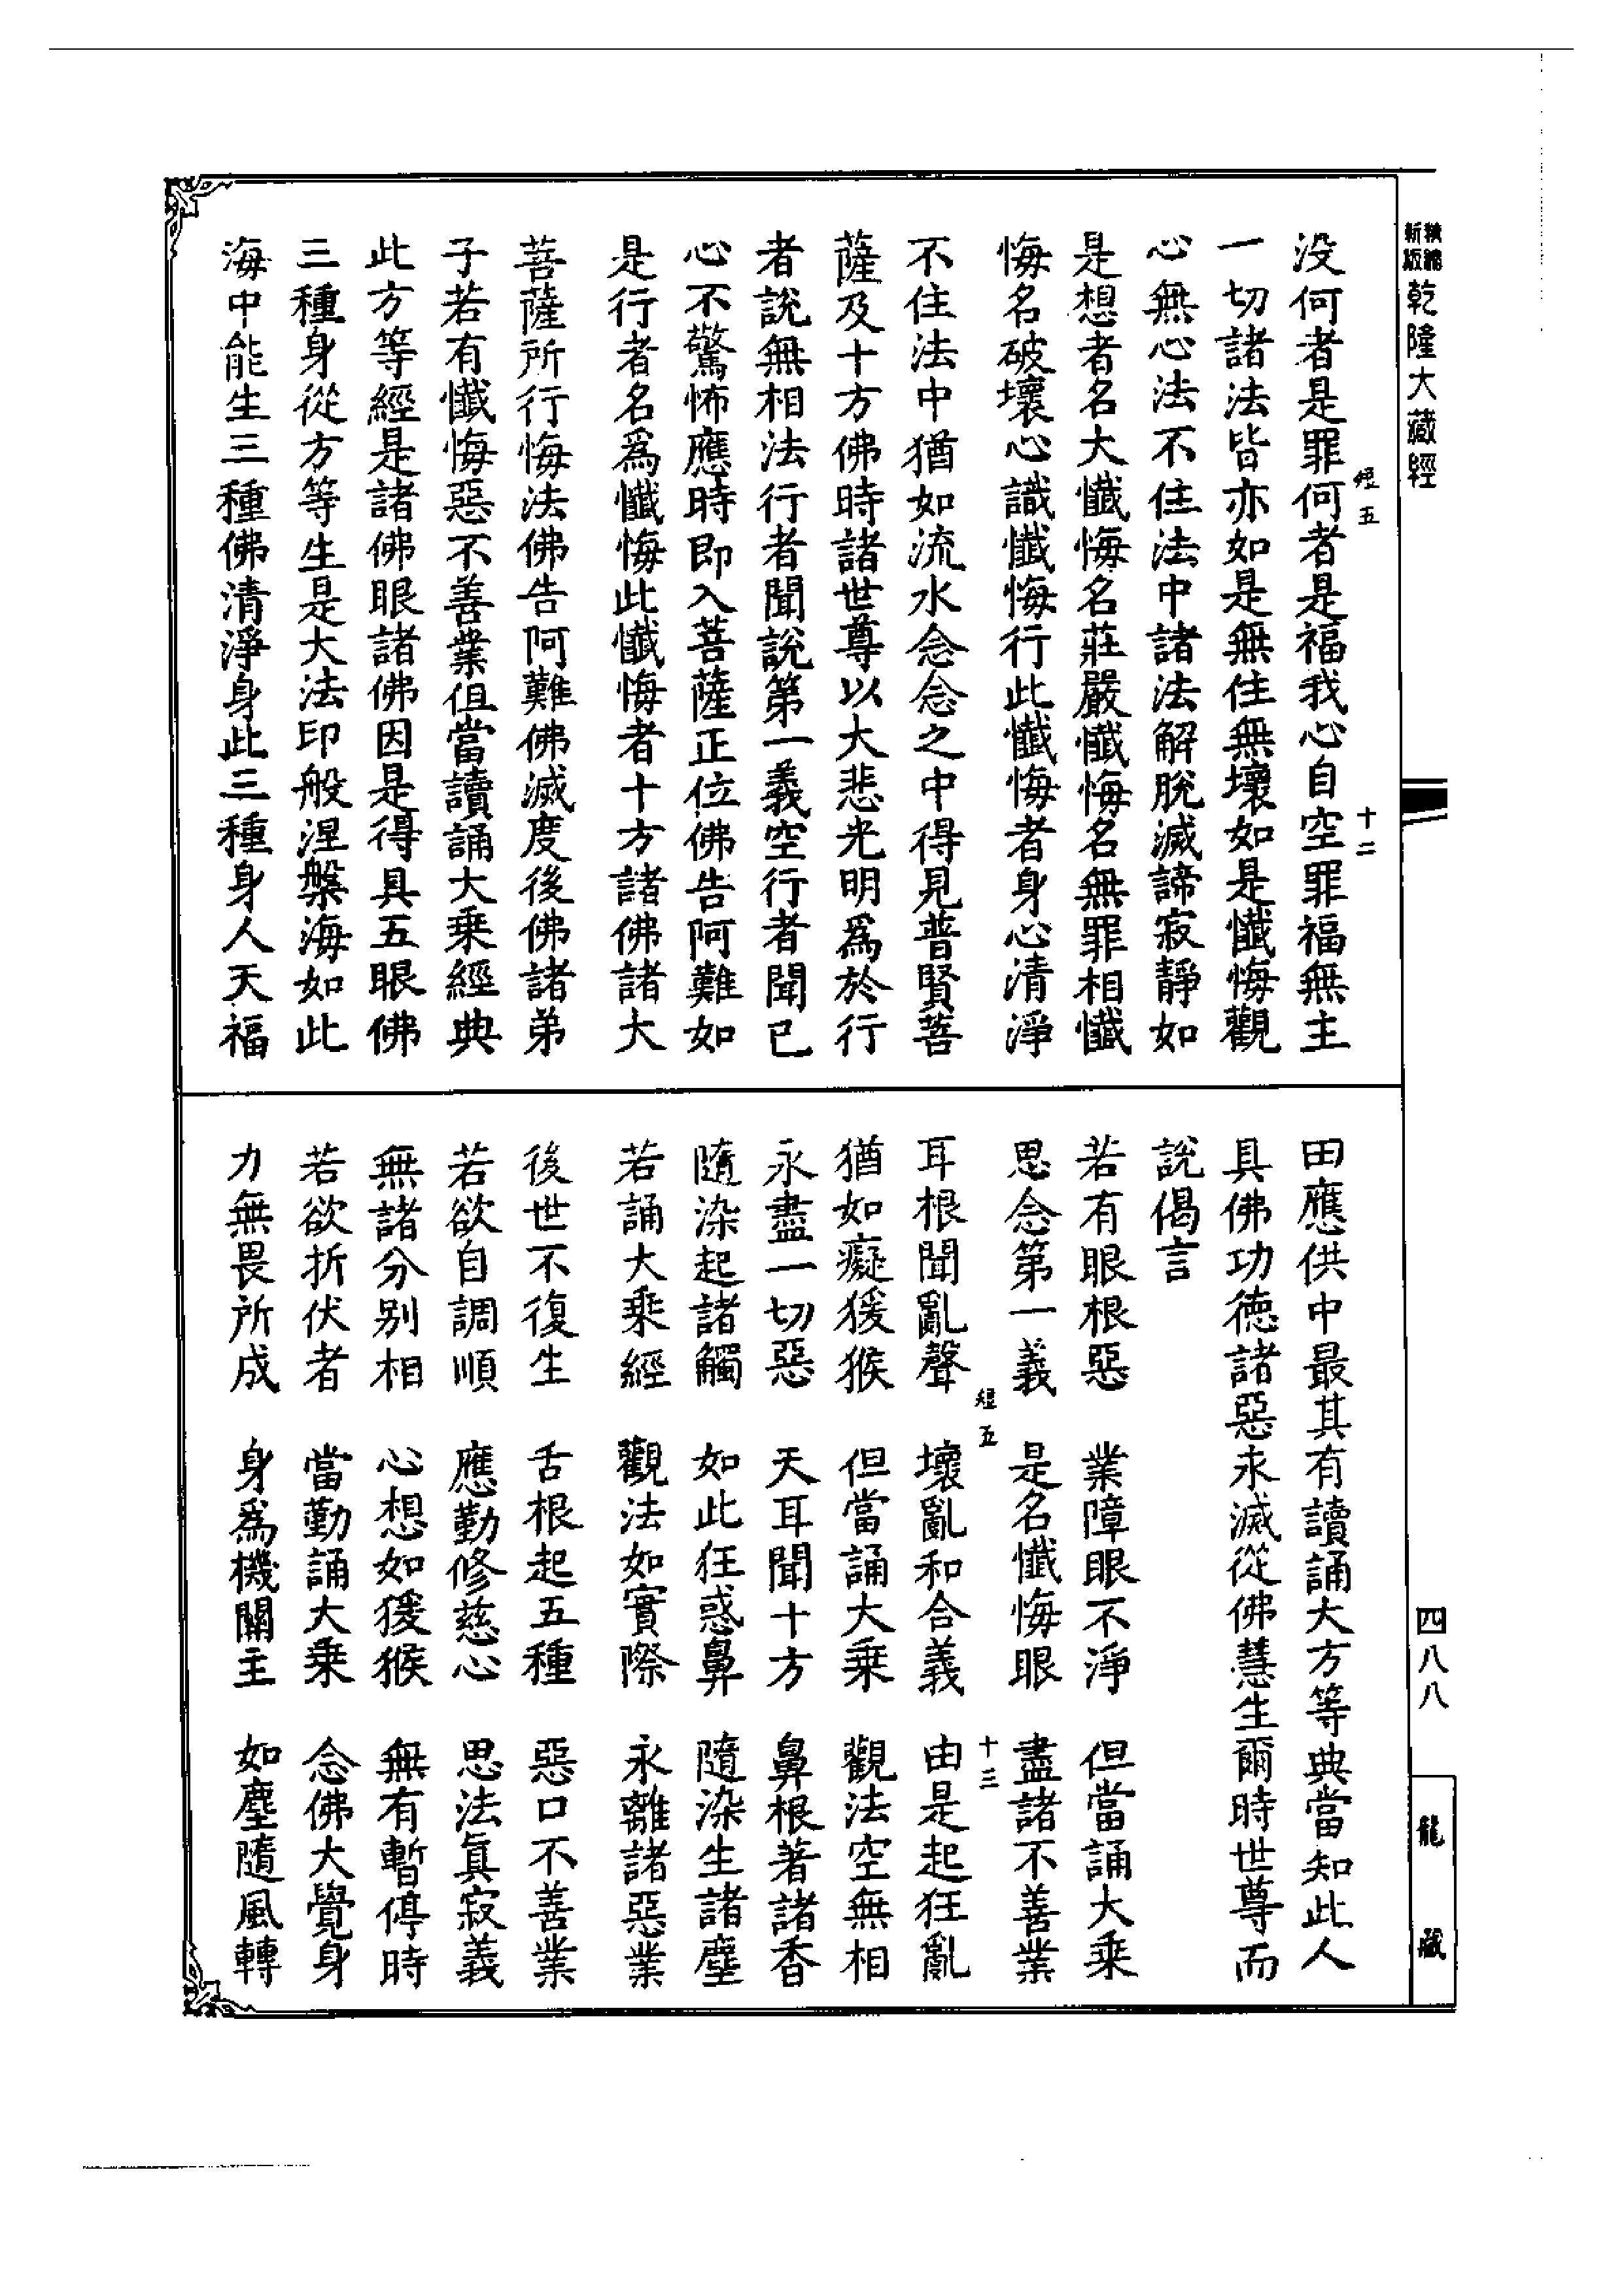 新版
精縮
乾隆大藏經
短五
十二
没何者是罪何者是福我心自空罪福無主
一切諸法皆亦如是無住無壞如是懺悔觀
心無心法不住法中諸法解脫滅諦寂靜如
是想者名大懺悔名莊嚴懺悔名無罪相懺
悔名破壞心識懺悔行此懺悔者身心清淨
不住法中猶如流水念念之中得見普賢菩
薩及十方佛時諸世尊以大悲光明爲於行
者說無相法行者聞說第一義空行者聞已
心不驚怖應時即入菩薩正位佛告阿難如
是行者名爲懺悔此懺悔者十方諸佛諸大
菩薩所行悔法佛告阿難佛滅度後佛諸弟
子若有懺悔惡不善業但當讀誦大乘經典
此方等經是諸佛眼諸佛因是得具五眼佛
三種身從方等生是大法印般涅槃海如此
海中能生三種佛清淨身此三種身人天福
田應供中最其有讀誦大方等典當知此人
具佛功德諸惡永滅從佛慧生爾時世尊而
說偈言
若有眼根惡　業障眼不淨　但當誦大乘
思念第一義　是名懺悔眼　盡諸不善業
短五
十三
耳根聞亂聲　壞亂和合義　由是起狂亂
猶如癡猨猴　但當誦大乘　觀法空無相
永盡一切惡　天耳聞十方　鼻根著諸香
隨染起諸觸　如此狂惑鼻　隨染生諸塵
若誦大乘經　觀法如實際　永離諸惡業
後世不復生　舌根起五種　惡口不善業
若欲自調順　應勤修慈心　思法真寂義
無諸分別相　心想如猨猴　無有暫停時
若欲折伏者　當勤誦大乘　念佛大覺身
力無畏所成　身爲機關主　如塵隨風轉
四八八
龍藏